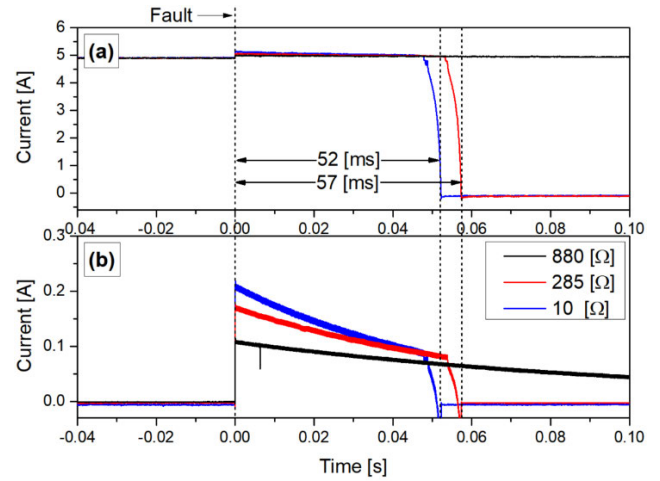 Fault
(a)
Current [A]
6
5
4
3
2
1
0
52 [ms]
57 [ms]
-0.04 -0.02 0.00 0.02 0.04 0.06 0.08 0.10
(b)
Current [A]
0.3
0.2
0.1
0.0
880 [Ω]
285 [Ω]
10 [Ω]
-0.04 -0.02 0.00 0.02 0.04 0.06 0.08 0.10
Time [s]